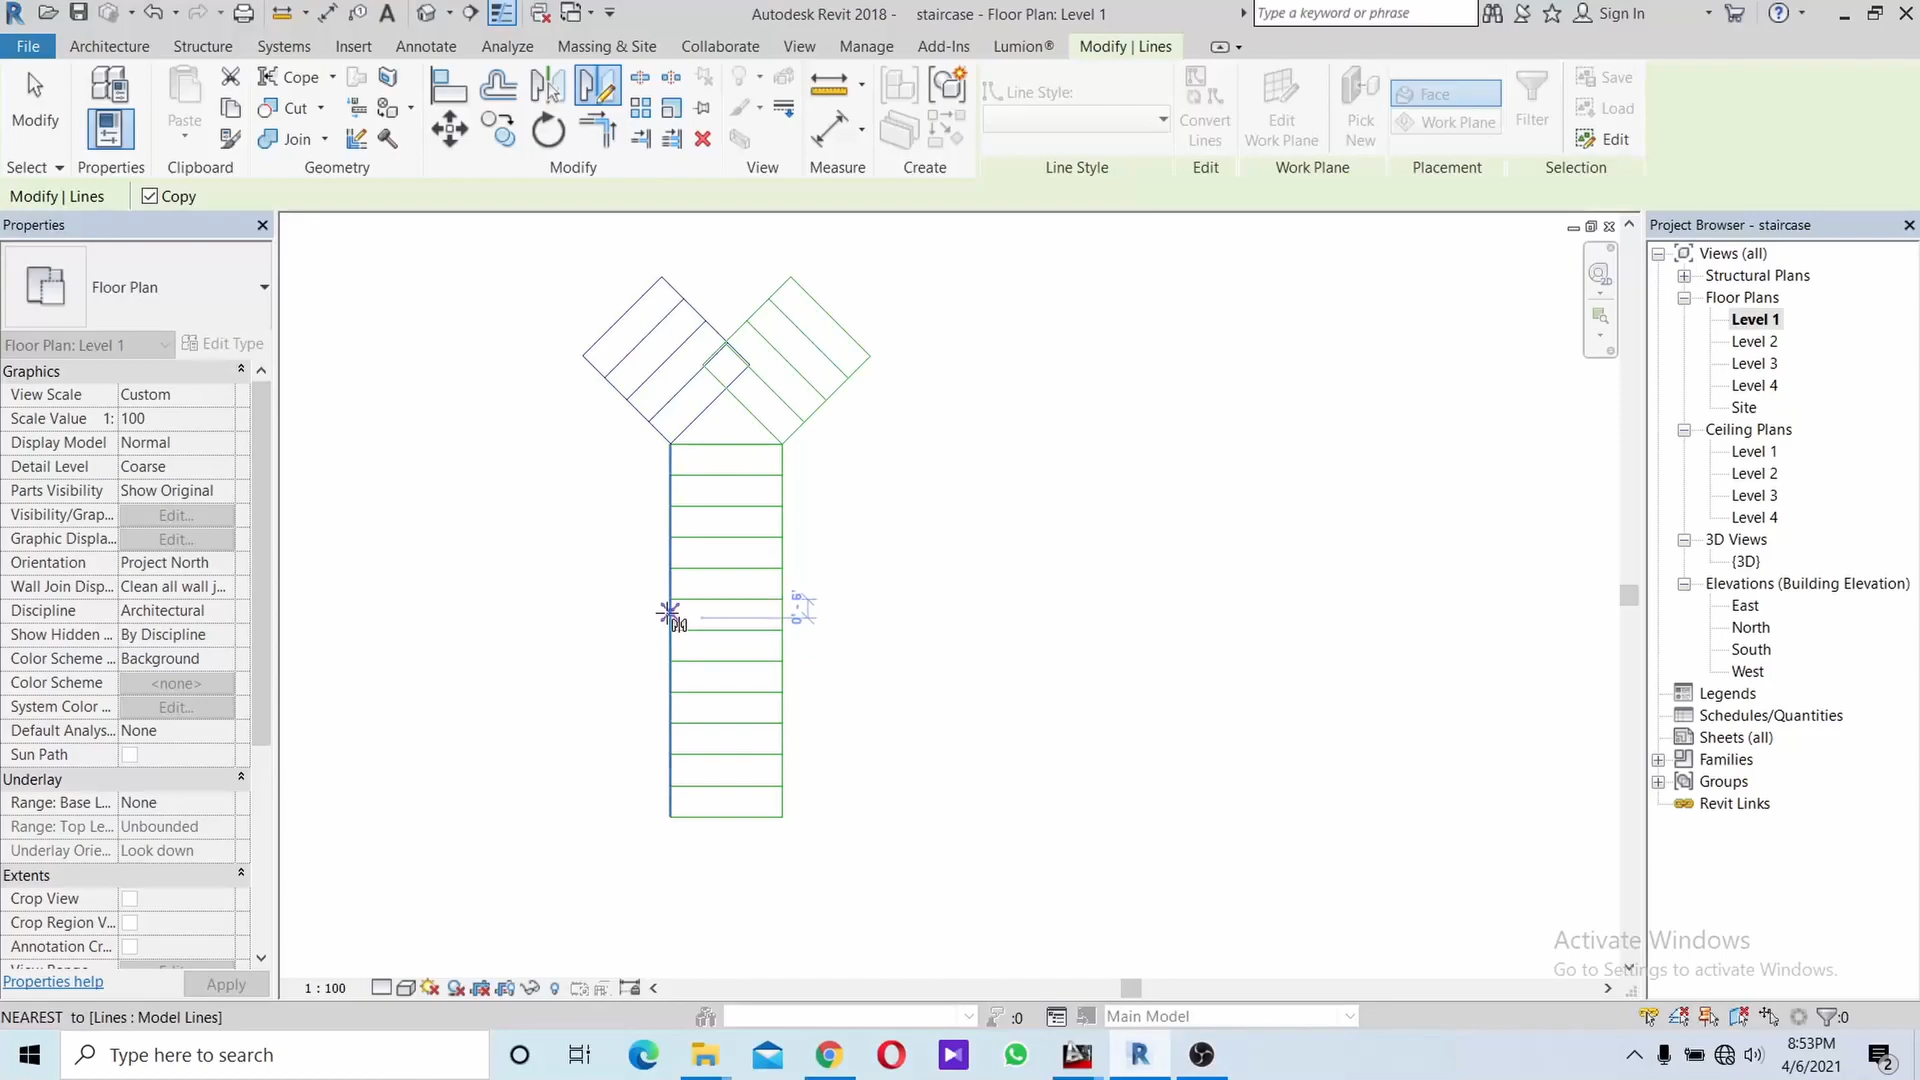 Autodesk Revit 2018 -     staircase - Floor Plan: Level 1
Type a keyword or phrase
Sign In
File Architecture Structure Systems Insert Annotate Analyze Massing & Site Collaborate View Manage Add-Ins Lumion® Modify | Lines
Modify
Paste
Cope
Cut
Join
Line Style:
Convert Lines
Edit Work Plane
Pick New
Face
Work Plane
Filter
Save
Load
Edit
Select Properties Clipboard Geometry Modify View Measure Create Line Style Edit Work Plane Placement Selection
Modify | Lines Copy
Properties
Floor Plan
Floor Plan: Level 1 Edit Type
Graphics
View Scale Custom
Scale Value 1: 100
Display Model Normal
Detail Level Coarse
Parts Visibility Show Original
Visibility/Grap... Edit...
Graphic Displa... Edit...
Orientation Project North
Wall Join Disp... Clean all wall j...
Discipline Architectural
Show Hidden ... By Discipline
Color Scheme ... Background
Color Scheme <none>
System Color ... Edit...
Default Analys... None
Sun Path
Underlay
Range: Base L... None
Range: Top Le... Unbounded
Underlay Orie... Look down
Extents
Crop View
Crop Region V...
Annotation Cr...
Properties help Apply
0' - 6"
Project Browser - staircase
Views (all)
Structural Plans
Floor Plans
Level 1
Level 2
Level 3
Level 4
Site
Ceiling Plans
Level 1
Level 2
Level 3
Level 4
3D Views
{3D}
Elevations (Building Elevation)
East
North
South
West
Legends
Schedules/Quantities
Sheets (all)
Families
Groups
Revit Links
Activate Windows
Go to Settings to activate Windows.
1 : 100
NEAREST to [Lines : Model Lines]
:0
Main Model
:0
Type here to search
8:53PM
4/6/2021
2